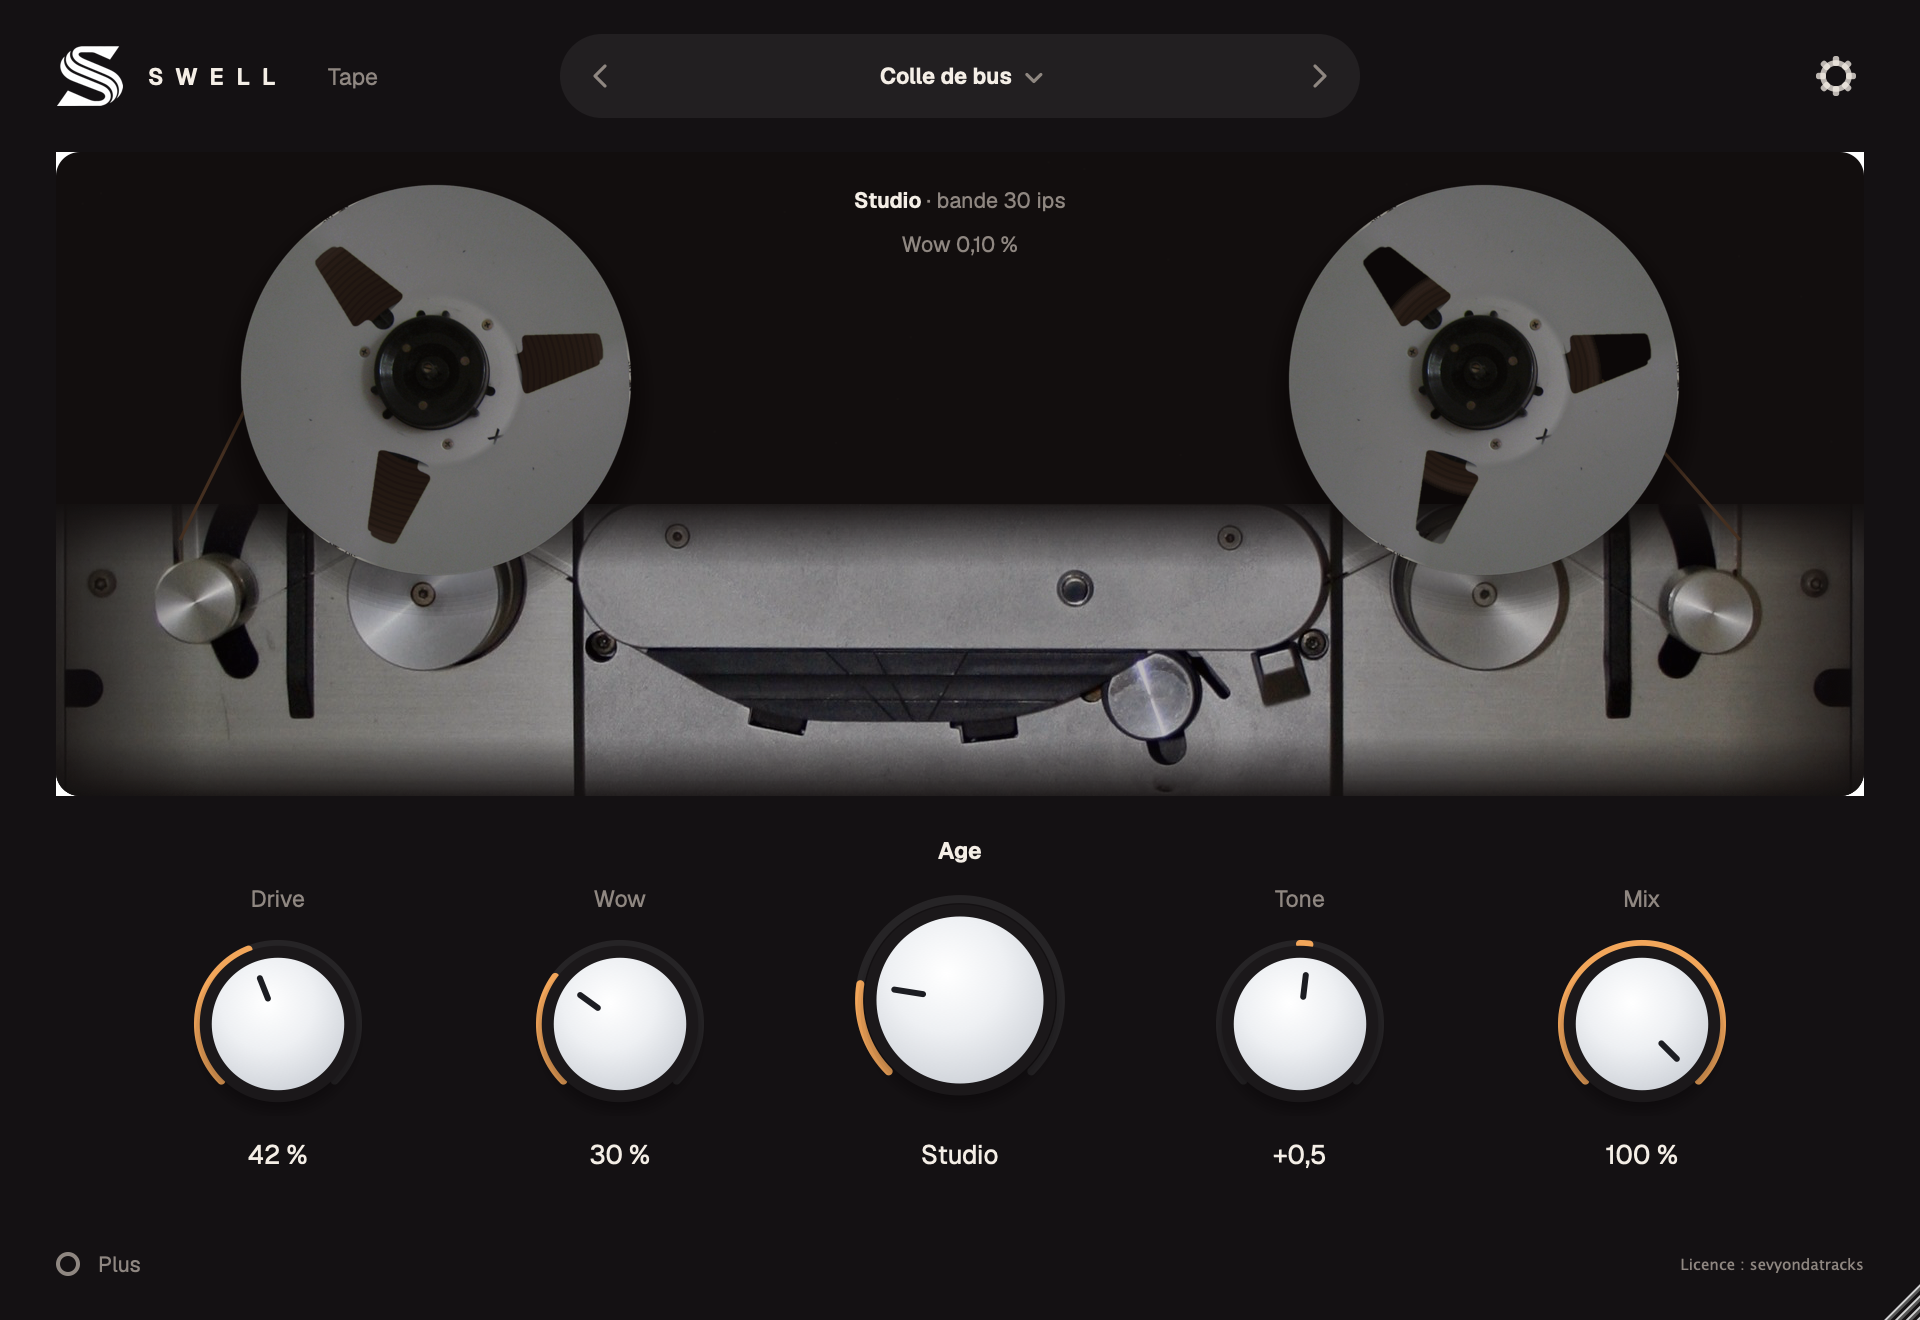 SWELL Tape
Colle de bus
Studio · bande 30 ips
Wow 0,10 %
Age
Drive
Wow
Tone
Mix
42 %
30 %
Studio
+0,5
100 %
Plus
Licence : sevyondatracks